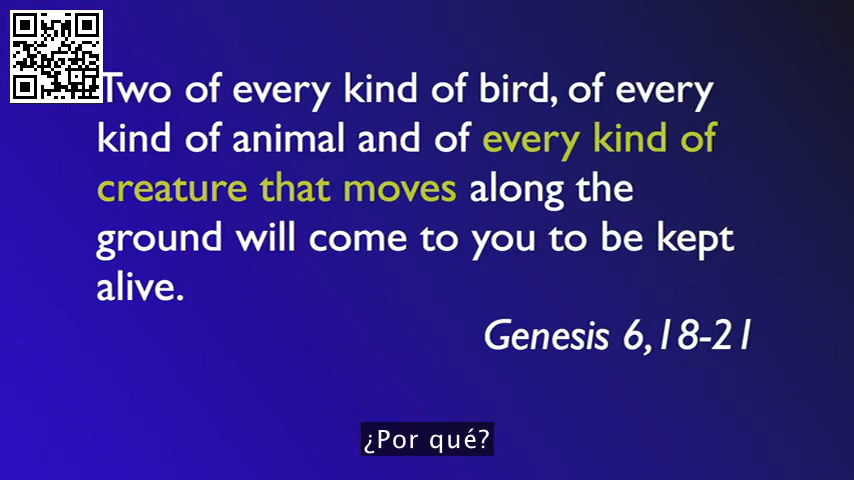 Two of every kind of bird, of every
kind of animal and of every kind of
creature that moves along the
ground will come to you to be kept
alive.
Genesis 6,18-21
¿Por qué?